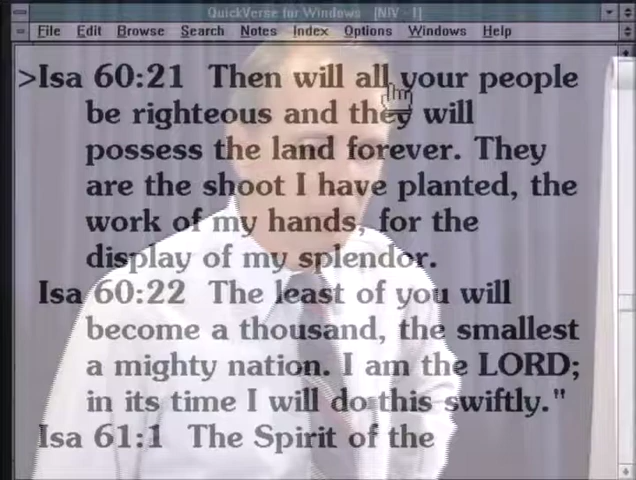 QuickVerse for Windows - [NIV - 1]
File Edit Browse Search Notes Index Options Windows Help
>Isa 60:21 Then will all your people
be righteous and they will
possess the land forever. They
are the shoot I have planted, the
work of my hands, for the
display of my splendor.
Isa 60:22 The least of you will
become a thousand, the smallest
a mighty nation. I am the LORD;
in its time I will do this swiftly."
Isa 61:1 The Spirit of the